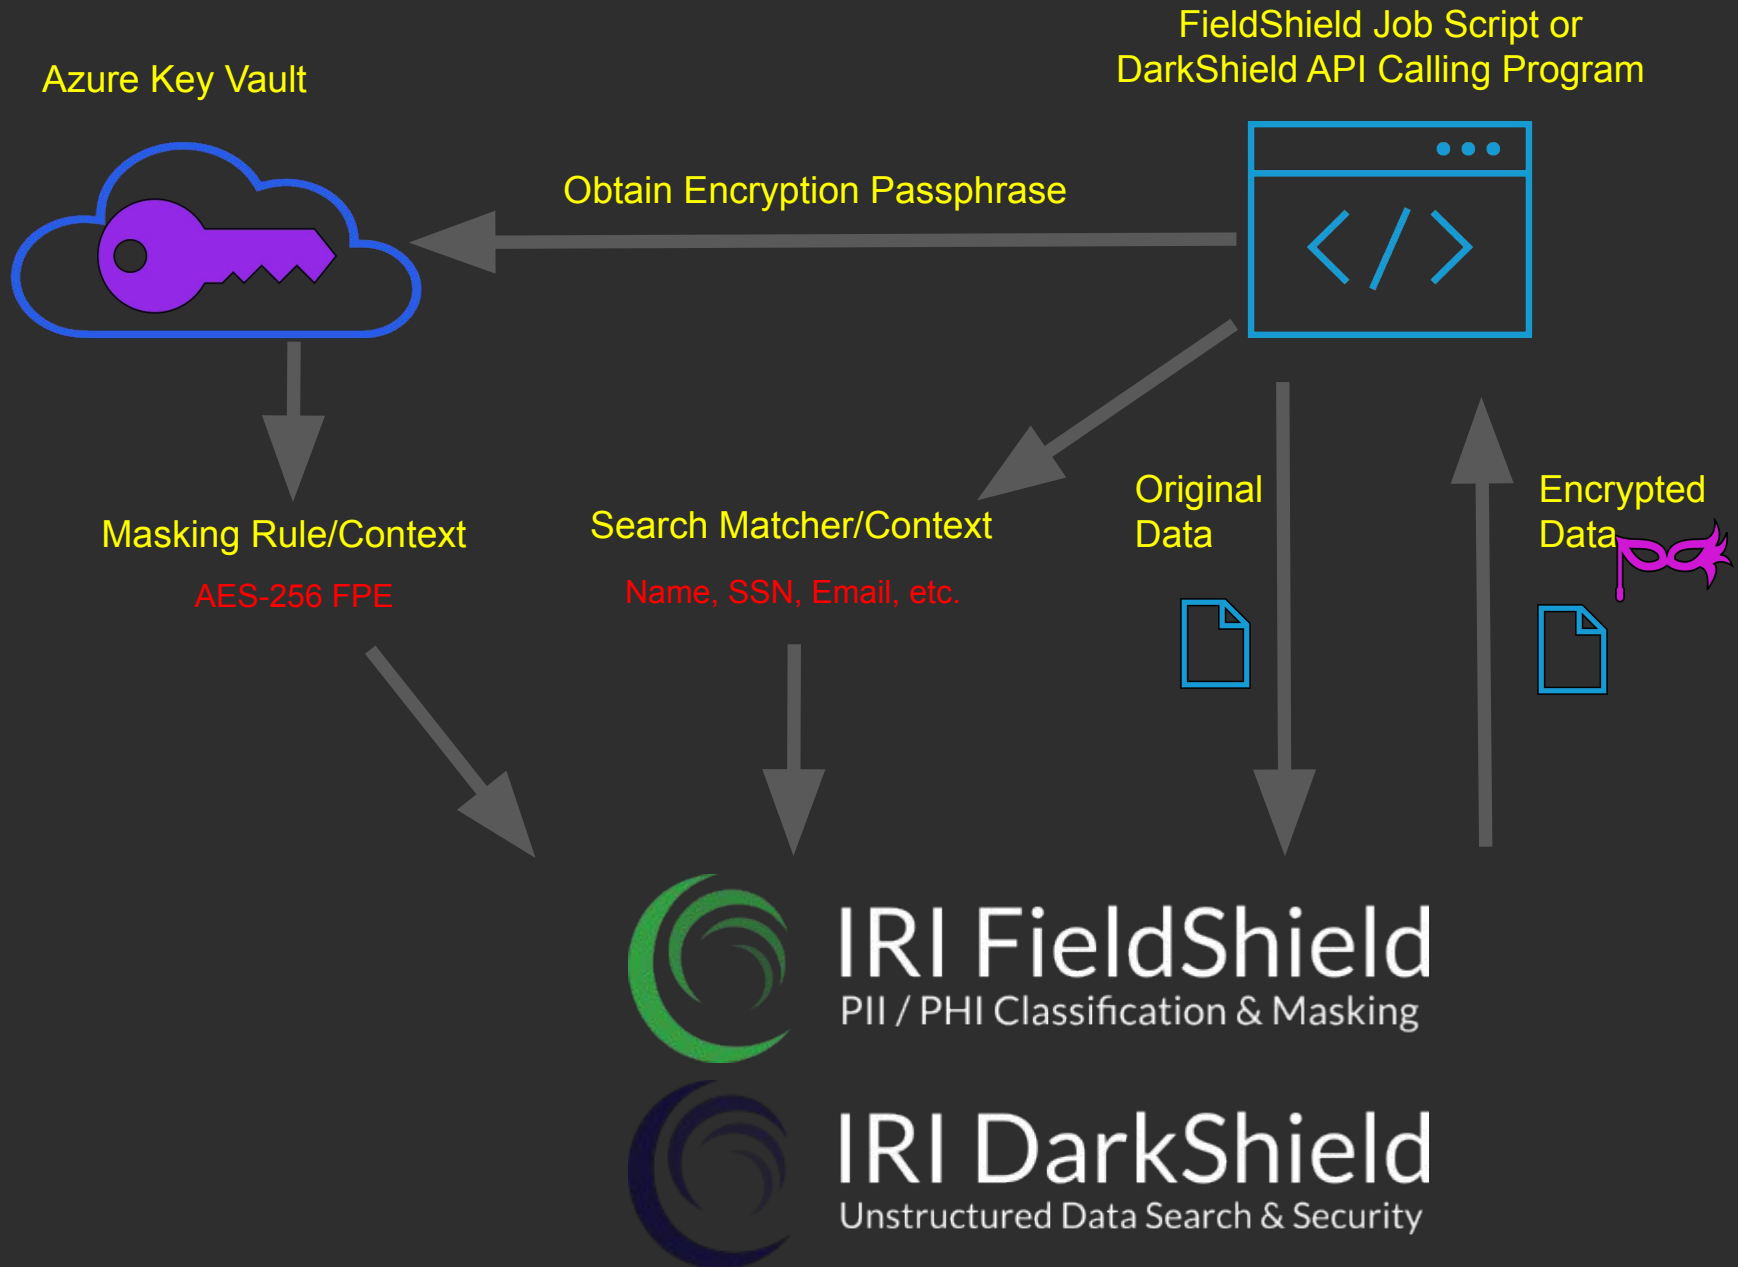 FieldShield Job Script or
DarkShield API Calling Program
Azure Key Vault
Obtain Encryption Passphrase
</>
Original
Data
Encrypted
Data
Masking Rule/Context
AES-256 FPE
Search Matcher/Context
Name, SSN, Email, etc.
IRI FieldShield
PII / PHI Classification & Masking
IRI DarkShield
Unstructured Data Search & Security